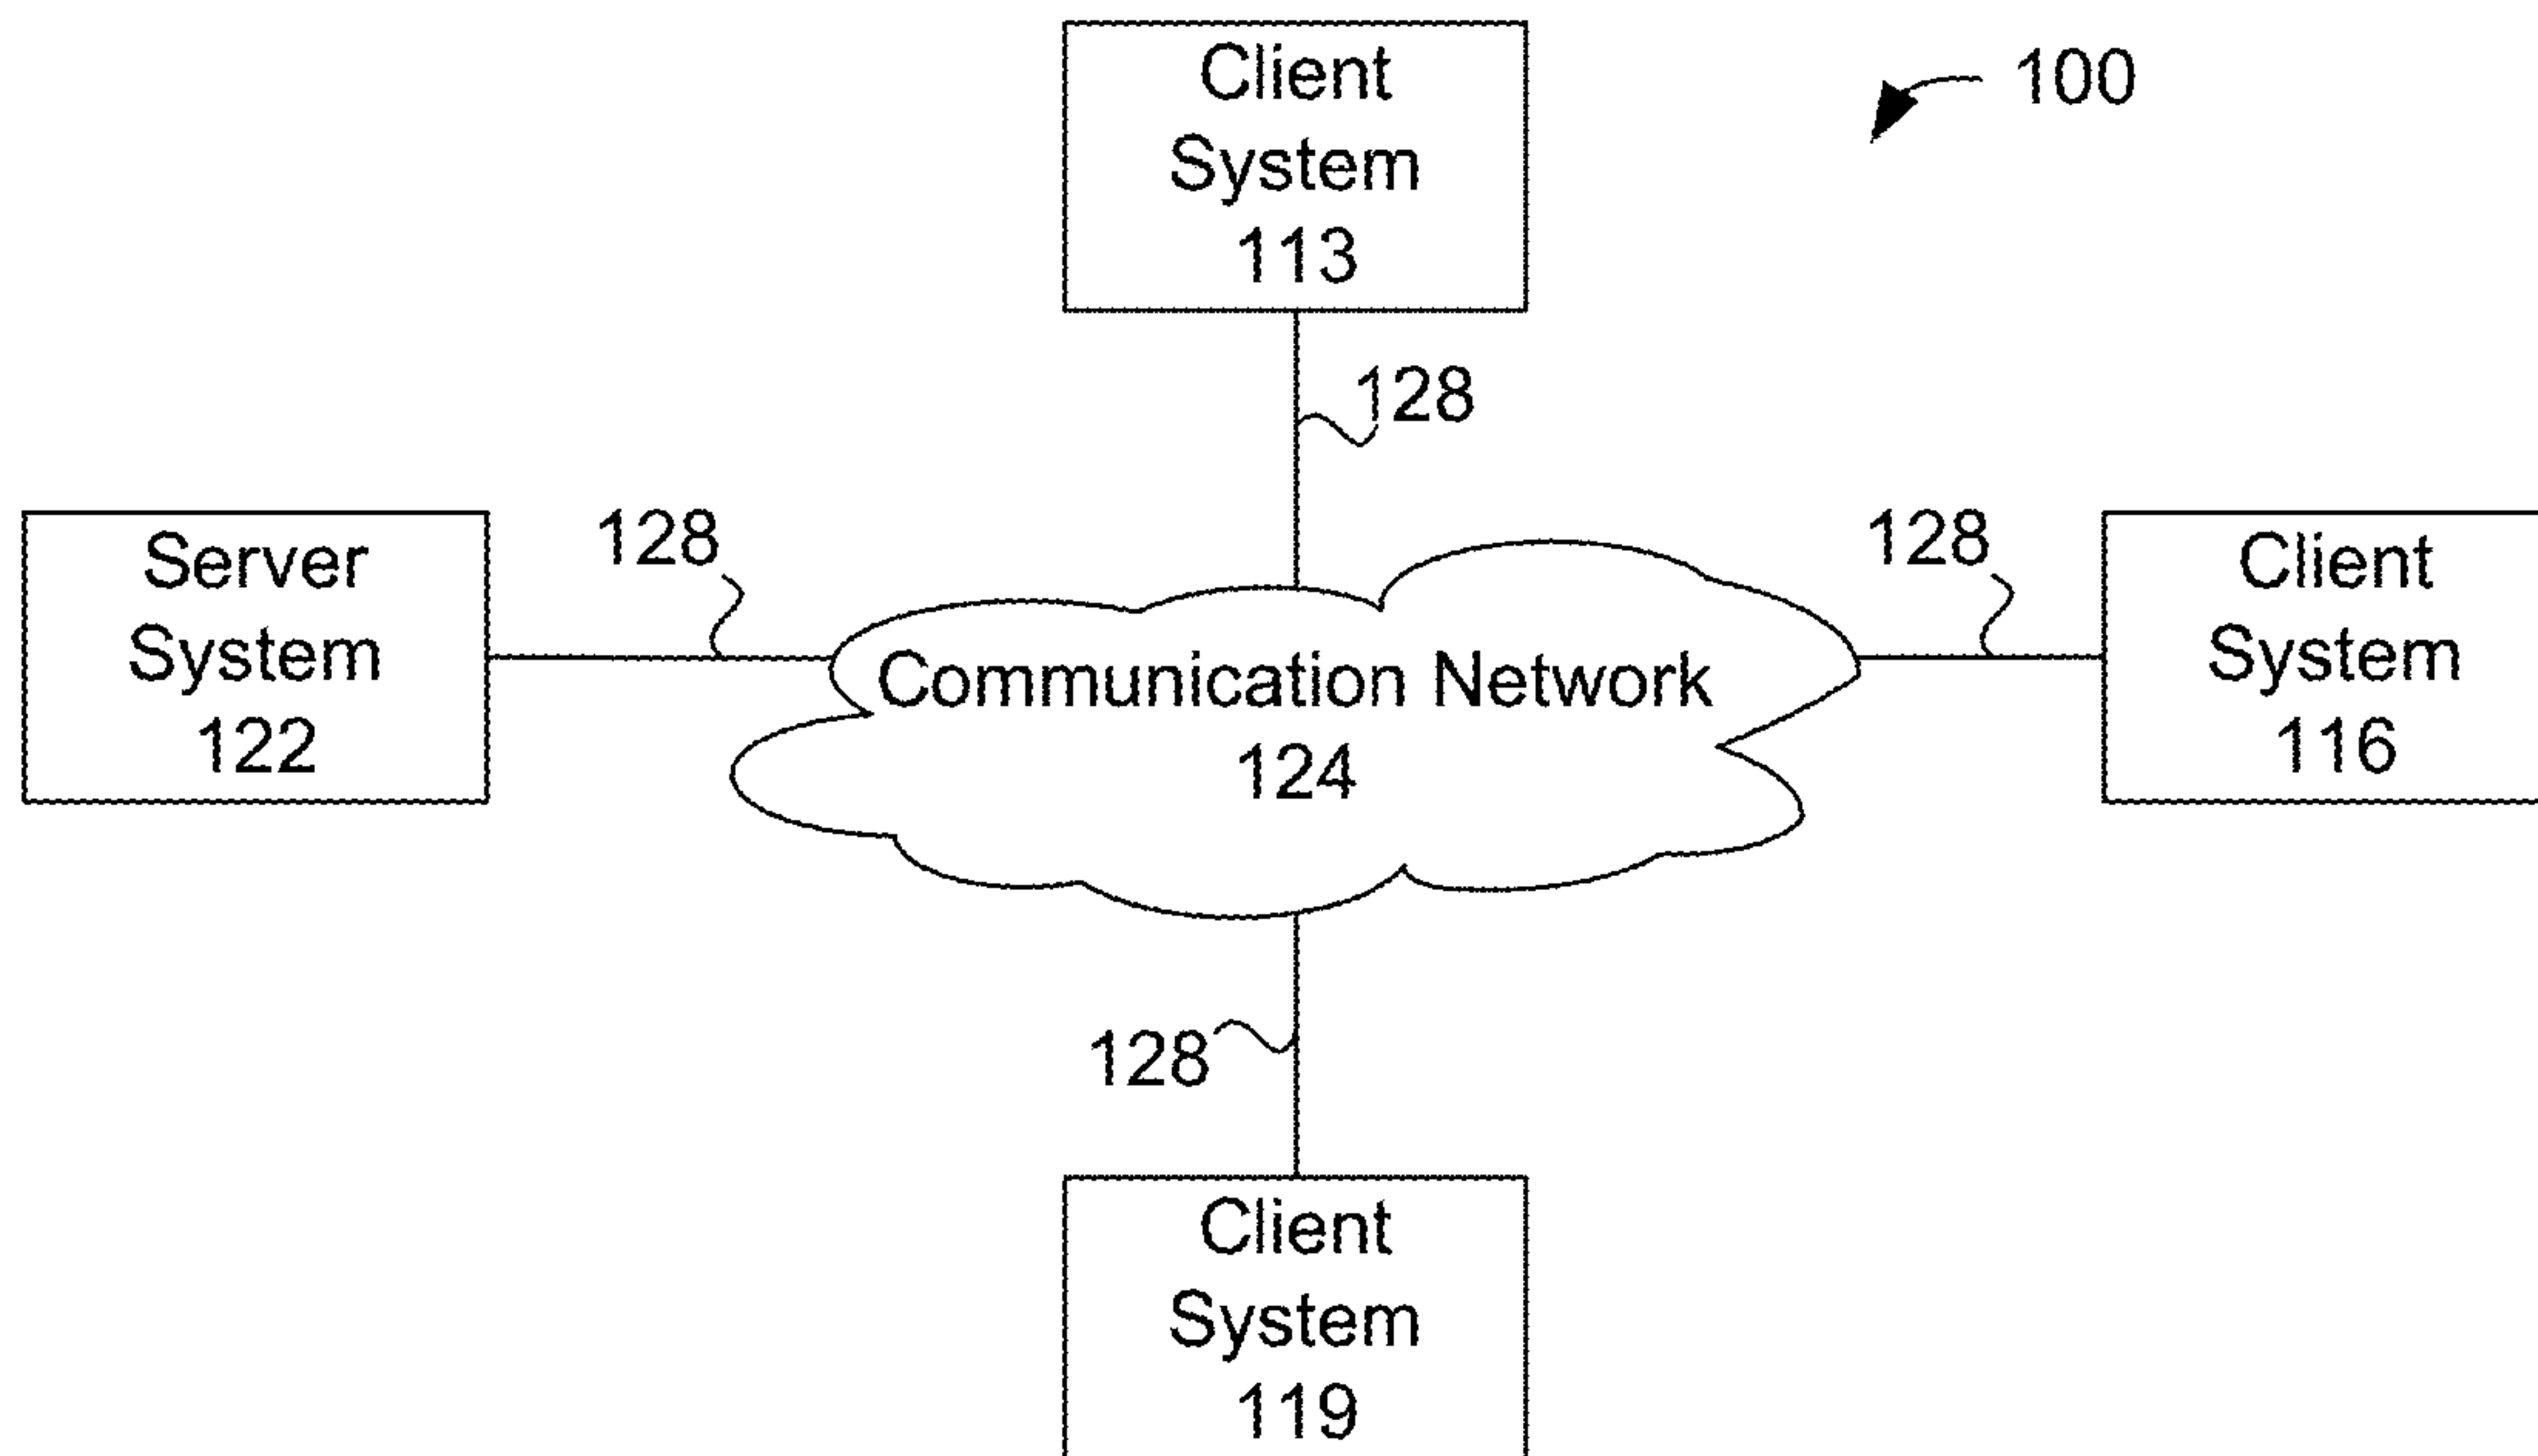 Client
System
113
100
128
Server
System
122
128
128
Client
System
116
Communication Network
124
128
Client
System
119